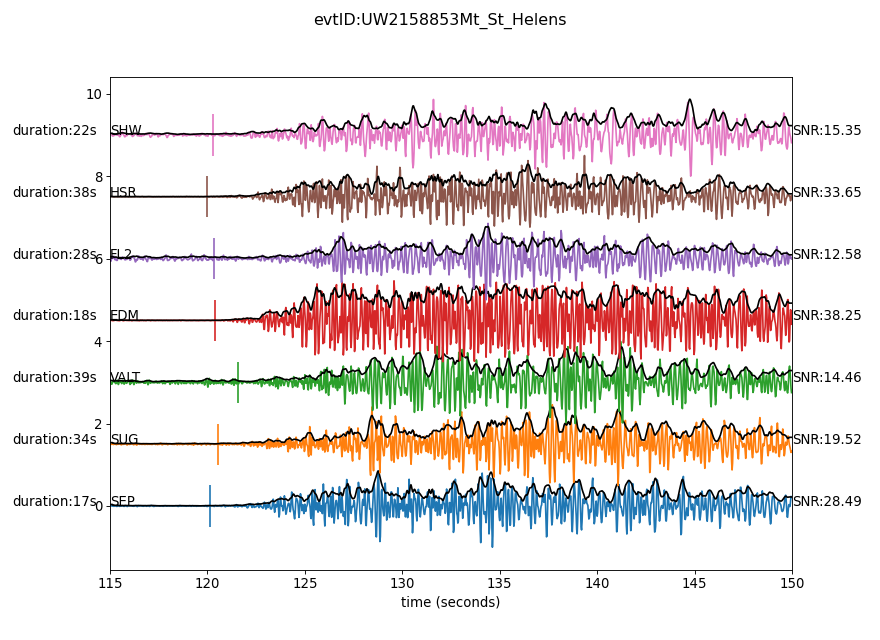 evtID:UW2158853Mt_St_Helens
10
duration:22s SHW SNR:15.35
8
duration:38s HSR SNR:33.65
duration:28s EL2 SNR:12.58
6
duration:18s EDM SNR:38.25
4
duration:39s VALT SNR:14.46
2
duration:34s SUG SNR:19.52
duration:17s SEP SNR:28.49
0
115 120 125 130 135 140 145 150
time (seconds)